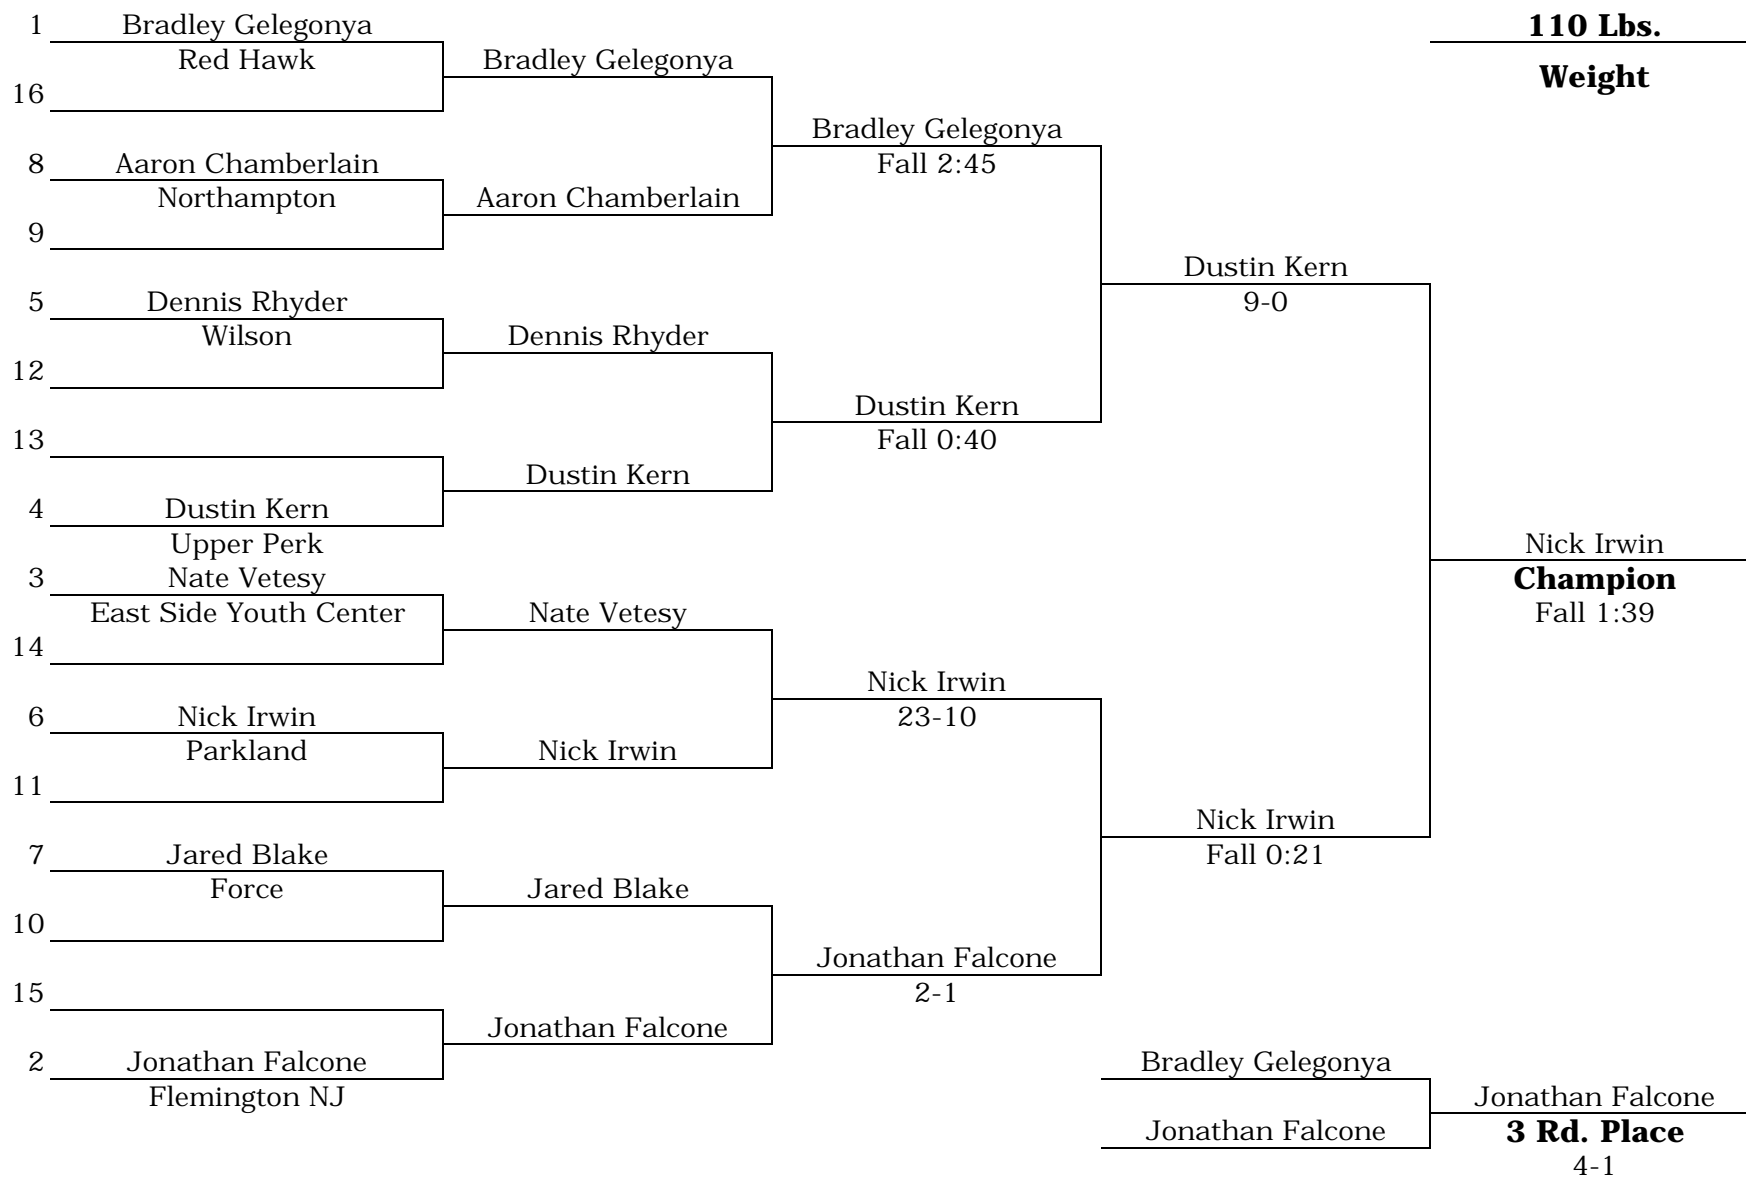 1 Bradley Gelegonya
Red Hawk
16
8 Aaron Chamberlain
Northampton
9
5 Dennis Rhyder
Wilson
12
13
4 Dustin Kern
Upper Perk
3 Nate Vetesy
East Side Youth Center
14
6 Nick Irwin
Parkland
11
7 Jared Blake
Force
10
15
2 Jonathan Falcone
Flemington NJ
Bradley Gelegonya
Aaron Chamberlain
Dennis Rhyder
Dustin Kern
Nate Vetesy
Nick Irwin
Jared Blake
Jonathan Falcone
Bradley Gelegonya
Fall 2:45
Dustin Kern
Fall 0:40
Nick Irwin
23-10
Jonathan Falcone
2-1
Dustin Kern
9-0
Nick Irwin
Fall 0:21
Bradley Gelegonya
Jonathan Falcone
110 Lbs.
Weight
Nick Irwin
Champion
Fall 1:39
Jonathan Falcone
3 Rd. Place
4-1